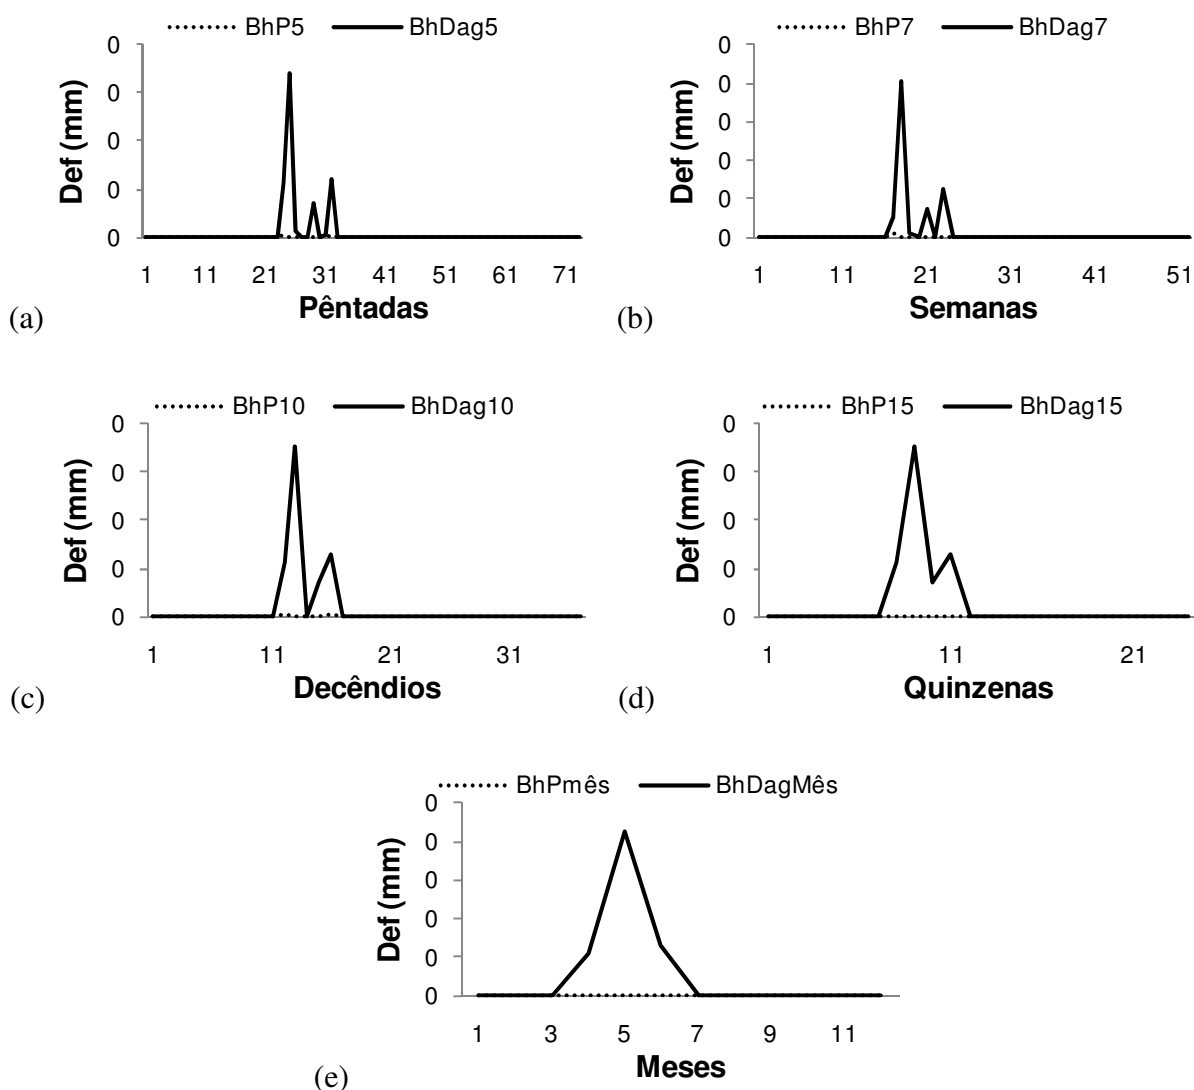 BhP5 BhDag5
Def (mm)
0
0
0
0
0
1 11 21 31 41 51 61 71
Pêntadas
(a)
BhP7 BhDag7
Def (mm)
0
0
0
0
0
0
1 11 21 31 41 51
Semanas
(b)
BhP10 BhDag10
Def (mm)
0
0
0
0
0
1 11 21 31
Decêndios
(c)
BhP15 BhDag15
Def (mm)
0
0
0
0
0
1 11 21
Quinzenas
(d)
BhPmês BhDagMês
Def (mm)
0
0
0
0
0
0
1 3 5 7 9 11
Meses
(e)